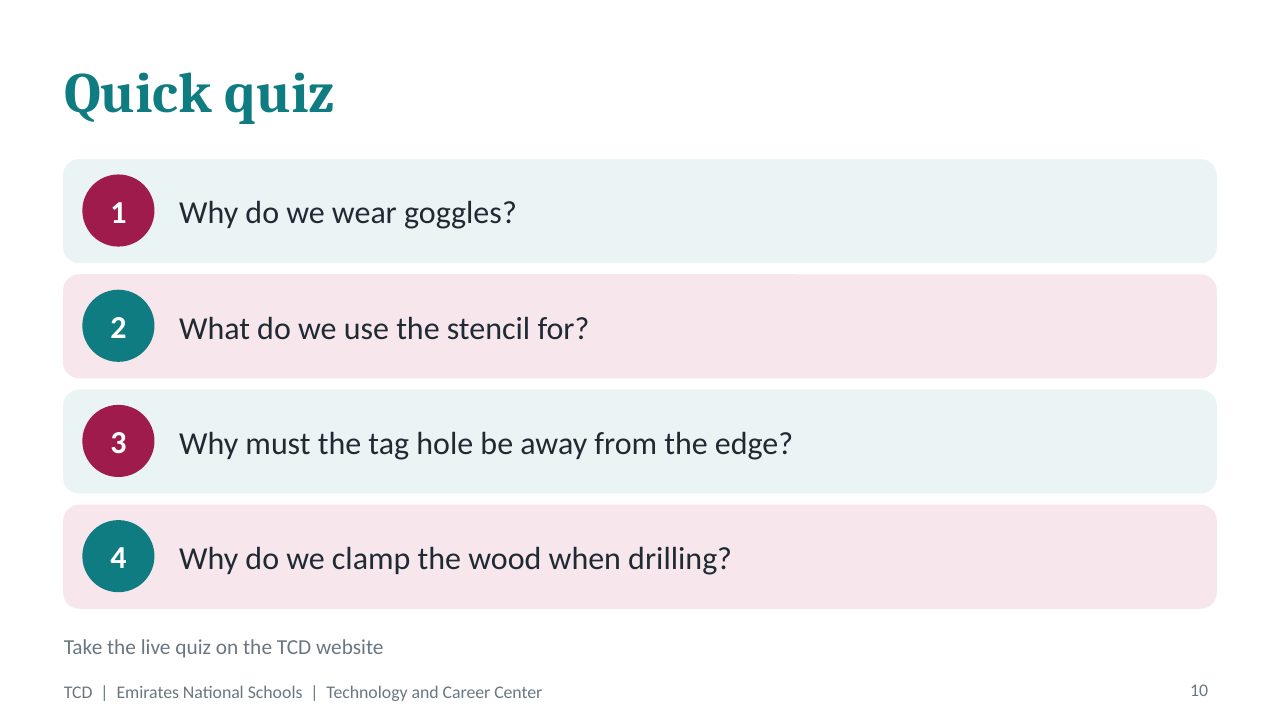 Quick quiz
1 Why do we wear goggles?
2 What do we use the stencil for?
3 Why must the tag hole be away from the edge?
4 Why do we clamp the wood when drilling?
Take the live quiz on the TCD website
TCD | Emirates National Schools | Technology and Career Center 10